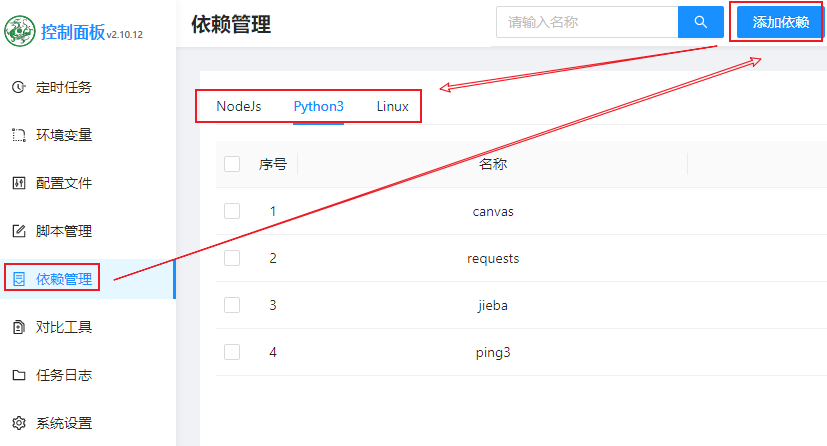 控制面板v2.10.12
定时任务
环境变量
配置文件
脚本管理
依赖管理
对比工具
任务日志
系统设置
依赖管理
请输入名称
添加依赖
NodeJs Python3 Linux
序号 名称
1 canvas
2 requests
3 jieba
4 ping3